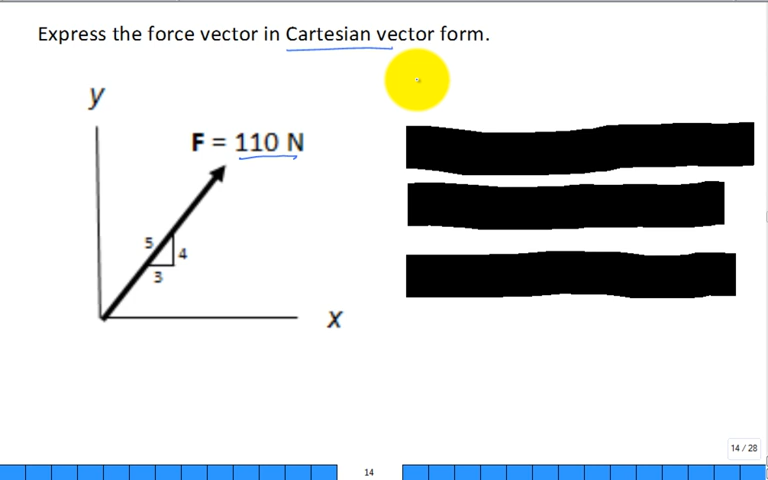 Express the force vector in Cartesian vector form.
y
F = 110 N
5
4
3
x
14 / 28
14